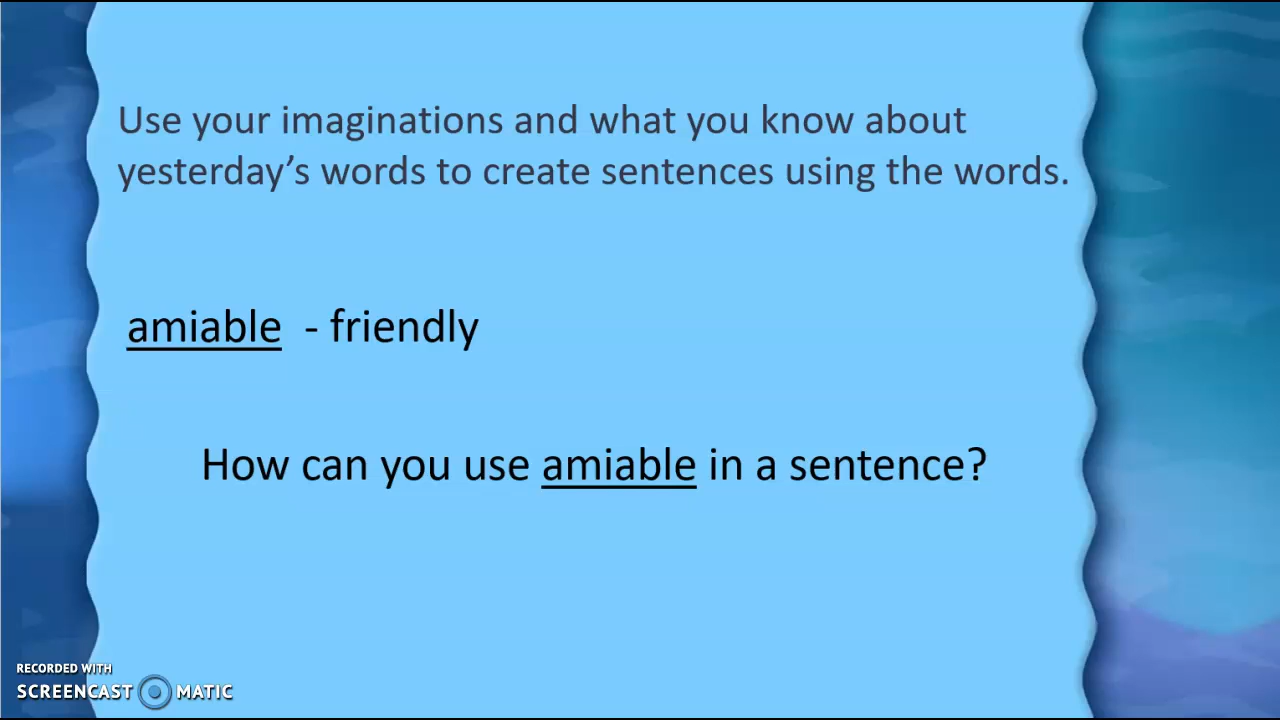 Use your imaginations and what you know about
yesterday’s words to create sentences using the words.
amiable - friendly
How can you use amiable in a sentence?
RECORDED WITH
SCREENCAST MATIC